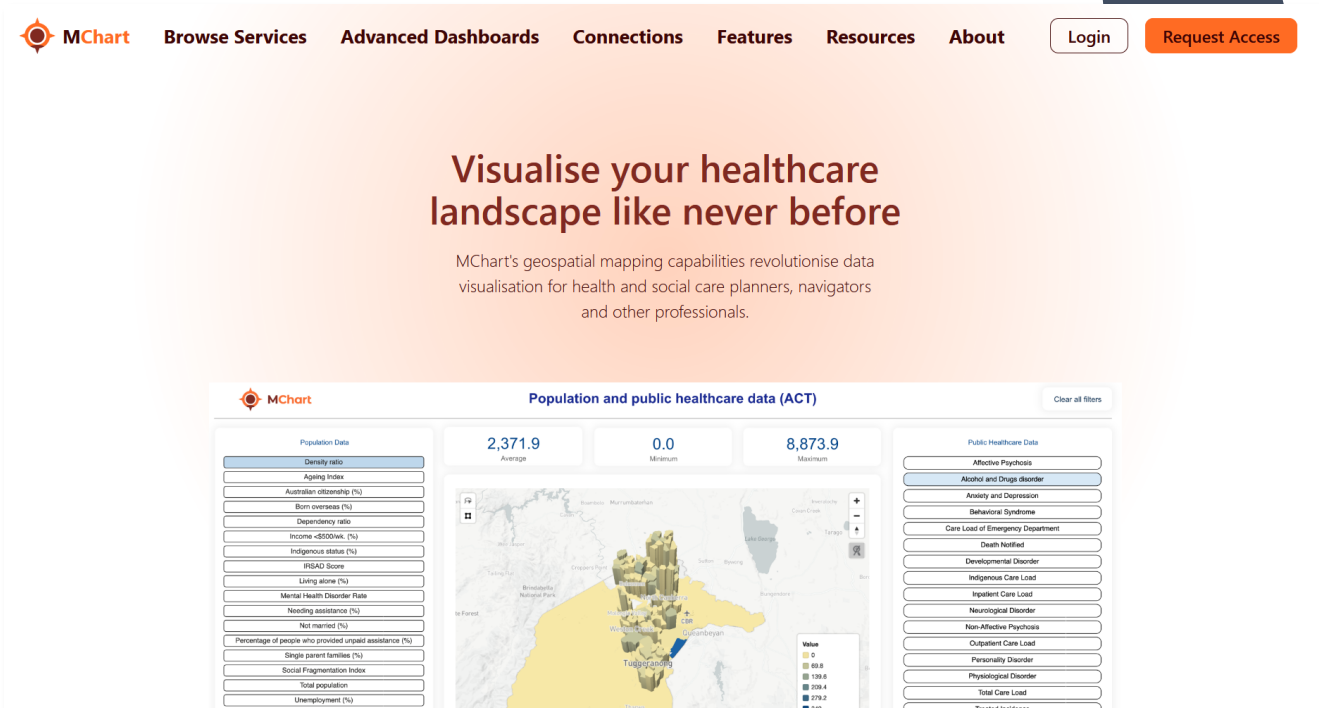 MChart Browse Services Advanced Dashboards Connections Features Resources About Login Request Access
Visualise your healthcare
landscape like never before
MChart's geospatial mapping capabilities revolutionise data
visualisation for health and social care planners, navigators
and other professionals.
MChart
Population and public healthcare data (ACT)
Clear all filters
Population Data
Density ratio
Ageing Index
Australian citizenship (%)
Born overseas (%)
Dependency ratio
Income <$500/wk. (%)
Indigenous status (%)
IRSAD Score
Living alone (%)
Mental Health Disorder Rate
Needing assistance (%)
Not married (%)
Percentage of people who provided unpaid assistance (%)
Single parent families (%)
Social Fragmentation Index
Total population
Unemployment (%)
2,371.9
Average
0.0
Minimum
8,873.9
Maximum
Murrumbateman
Lake George
Tarago
Sutton
Bywong
Brindabella
National Park
Bungendore
CBR
Queanbeyan
Tuggeranong
Value
0
69.8
139.6
209.4
279.2
Public Healthcare Data
Affective Psychosis
Alcohol and Drugs disorder
Anxiety and Depression
Behavioral Syndrome
Care Load of Emergency Department
Death Notified
Developmental Disorder
Indigenous Care Load
Inpatient Care Load
Neurological Disorder
Non-Affective Psychosis
Outpatient Care Load
Personality Disorder
Physiological Disorder
Total Care Load